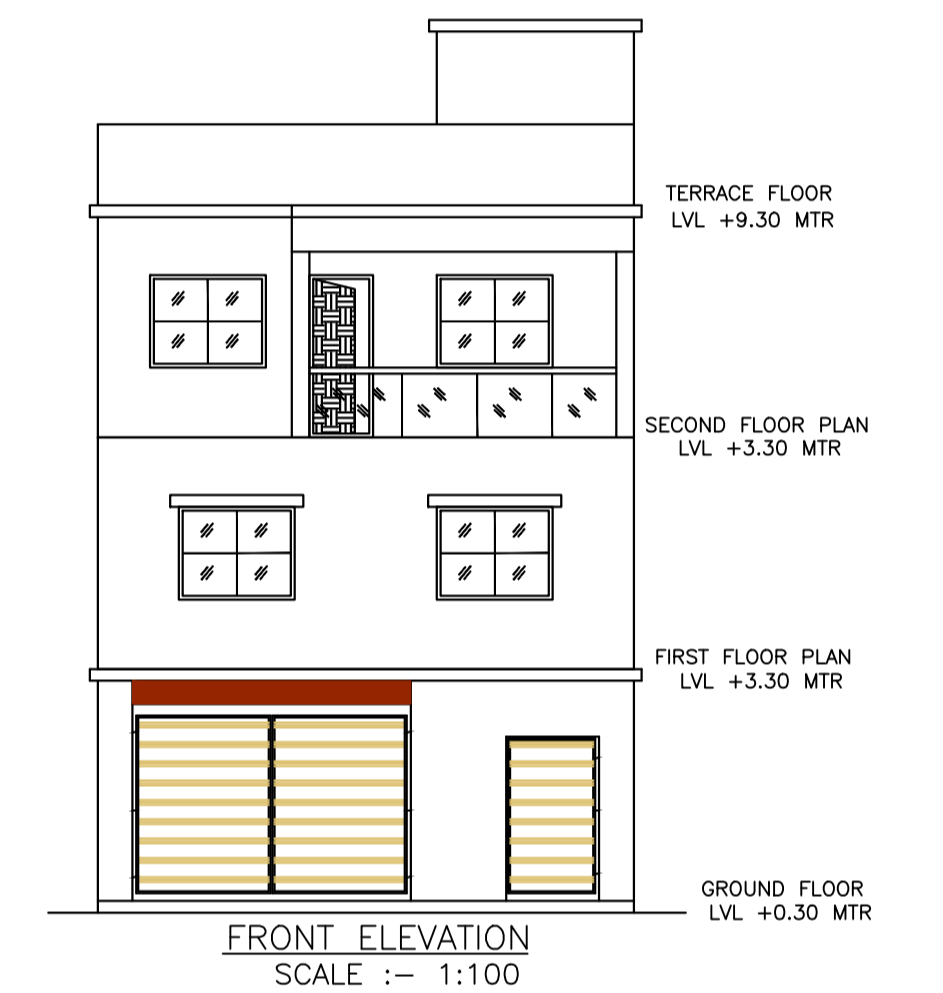 TERRACE FLOOR
LVL +9.30 MTR
SECOND FLOOR PLAN
LVL +3.30 MTR
FIRST FLOOR PLAN
LVL +3.30 MTR
GROUND FLOOR
LVL +0.30 MTR
FRONT ELEVATION
SCALE :- 1:100